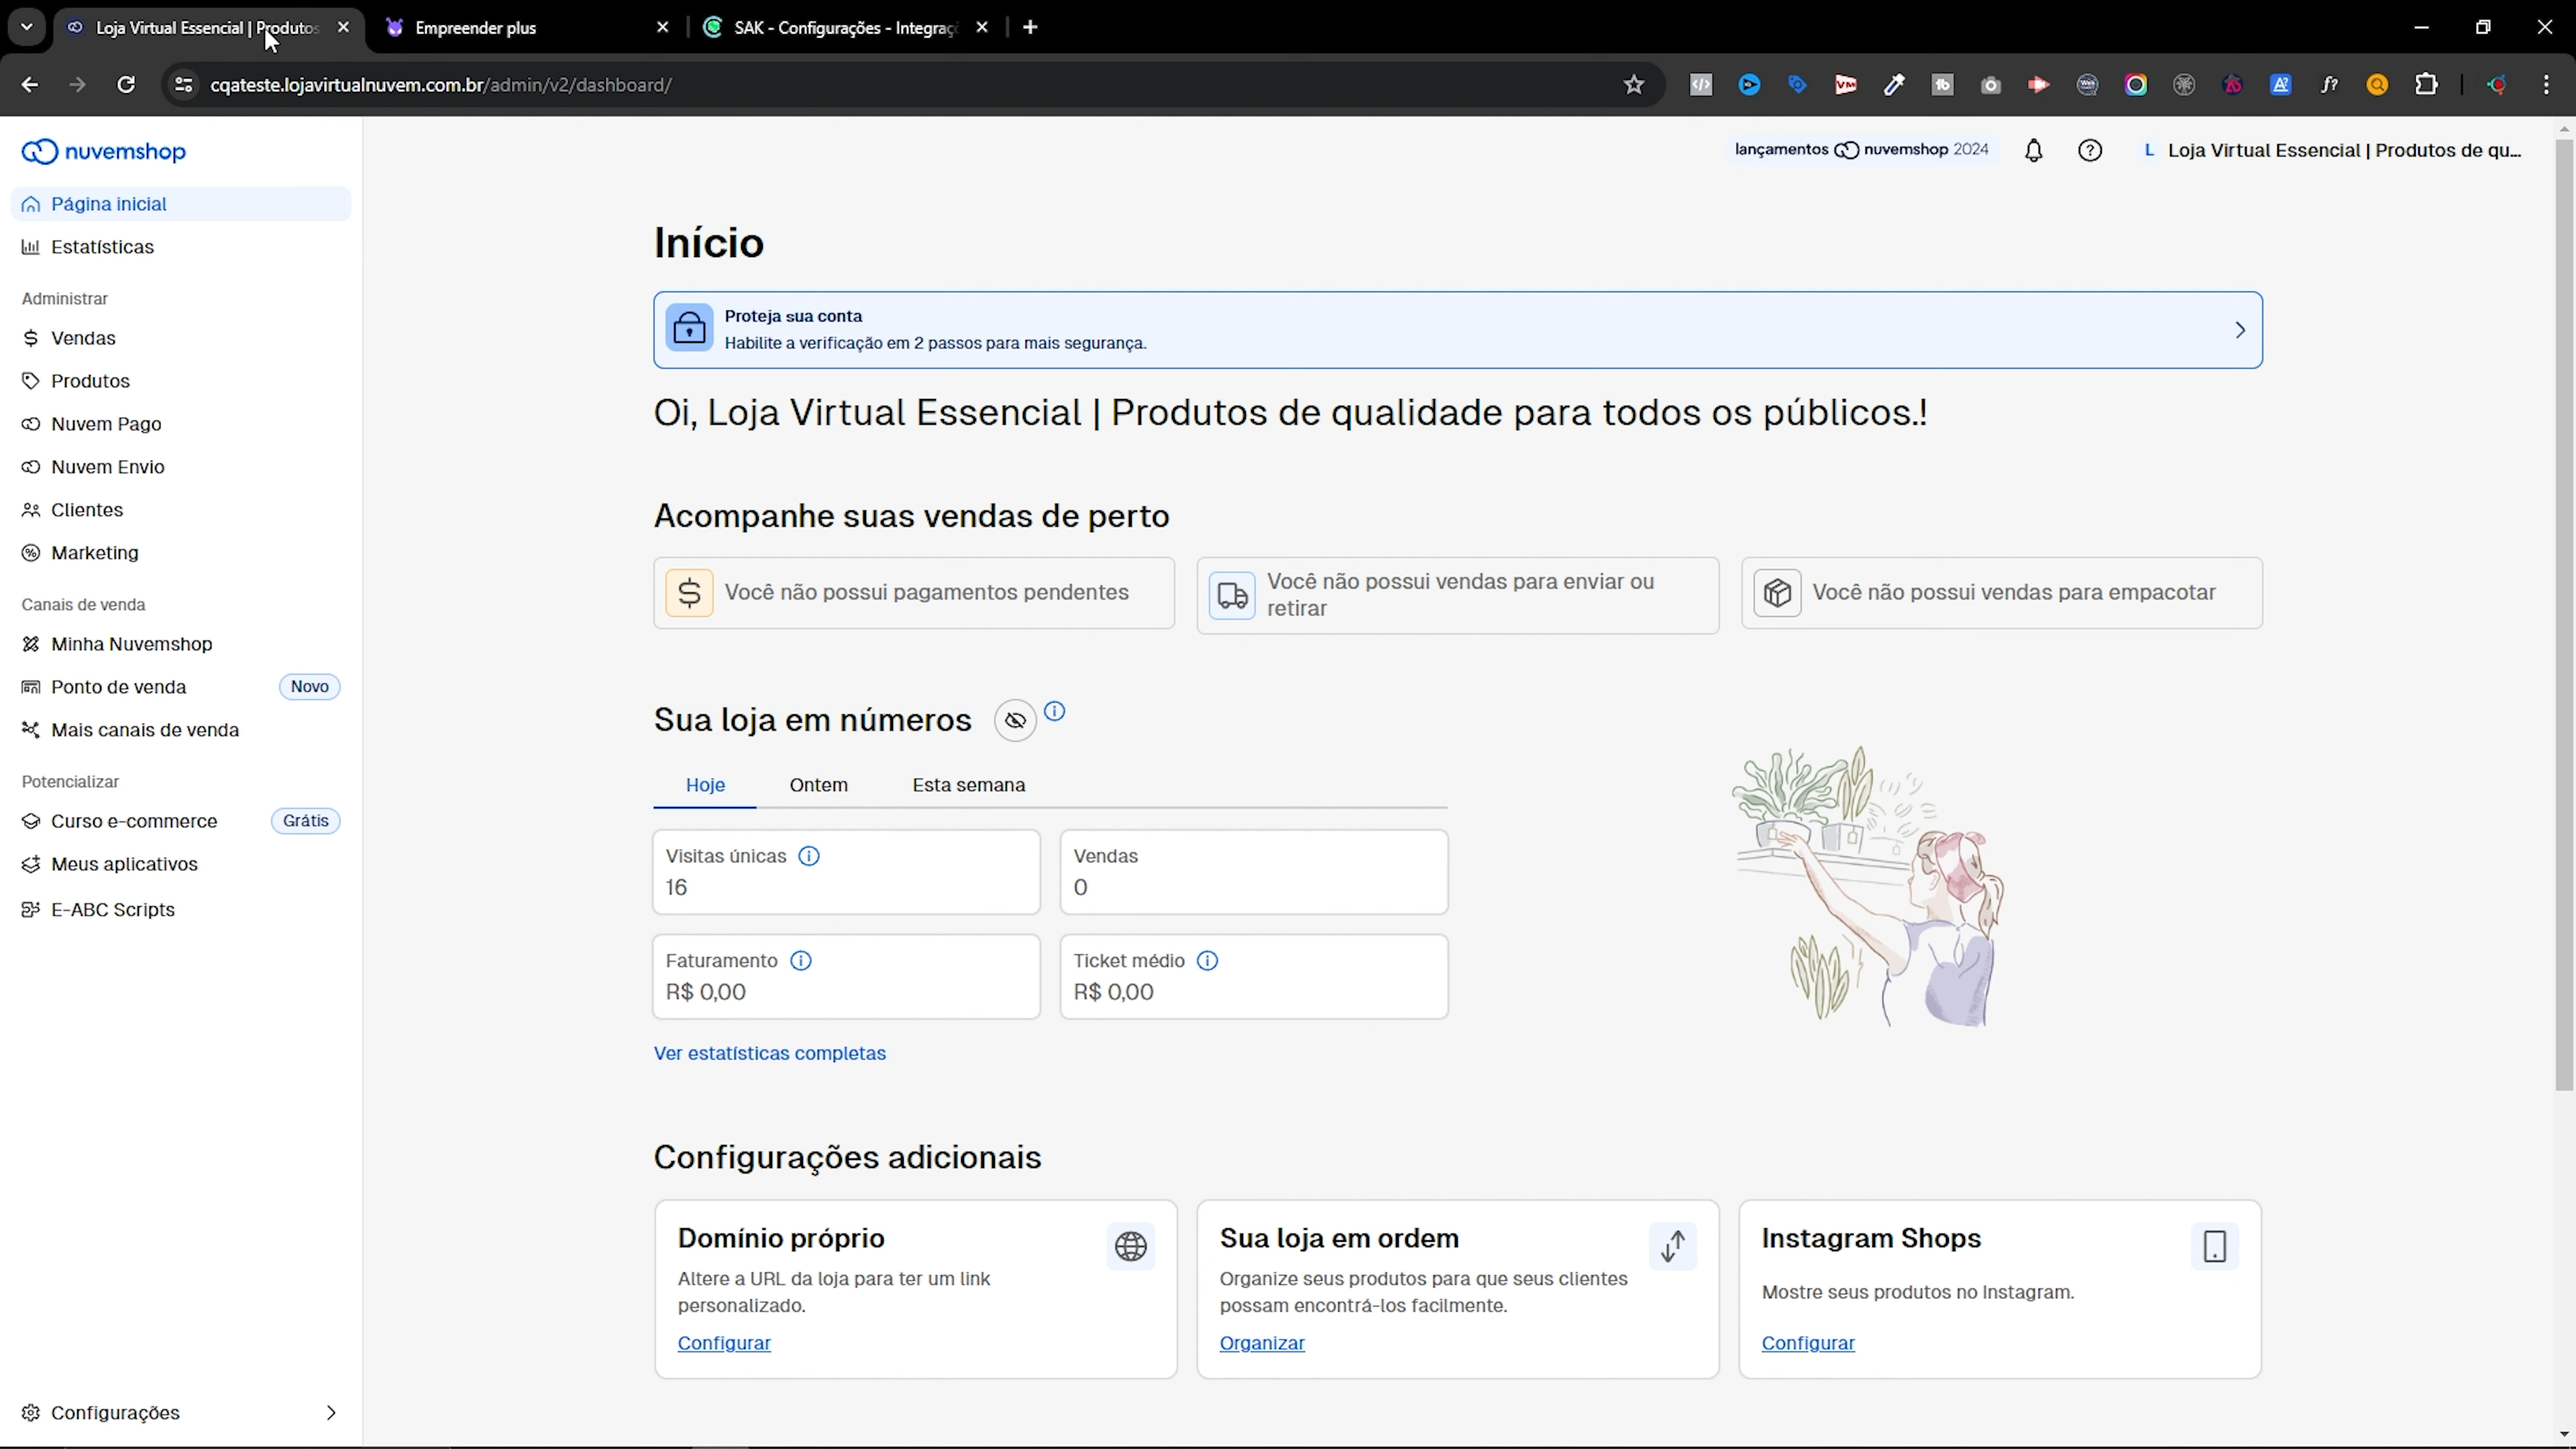 Loja Virtual Essencial | Produtos
Empreender plus
SAK - Configurações - Integraç
cqateste.lojavirtualnuvem.com.br/admin/v2/dashboard/
nuvemshop
lançamentos nuvemshop 2024
L Loja Virtual Essencial | Produtos de qu...
Página inicial
Estatísticas
Administrar
Vendas
Produtos
Nuvem Pago
Nuvem Envio
Clientes
Marketing
Canais de venda
Minha Nuvemshop
Ponto de venda Novo
Mais canais de venda
Potencializar
Curso e-commerce Grátis
Meus aplicativos
E-ABC Scripts
Configurações
Início
Proteja sua conta
Habilite a verificação em 2 passos para mais segurança.
Oi, Loja Virtual Essencial | Produtos de qualidade para todos os públicos.!
Acompanhe suas vendas de perto
Você não possui pagamentos pendentes
Você não possui vendas para enviar ou
retirar
Você não possui vendas para empacotar
Sua loja em números
Hoje Ontem Esta semana
Visitas únicas
16
Vendas
0
Faturamento
R$ 0,00
Ticket médio
R$ 0,00
Ver estatísticas completas
Configurações adicionais
Domínio próprio
Altere a URL da loja para ter um link
personalizado.
Configurar
Sua loja em ordem
Organize seus produtos para que seus clientes
possam encontrá-los facilmente.
Organizar
Instagram Shops
Mostre seus produtos no Instagram.
Configurar